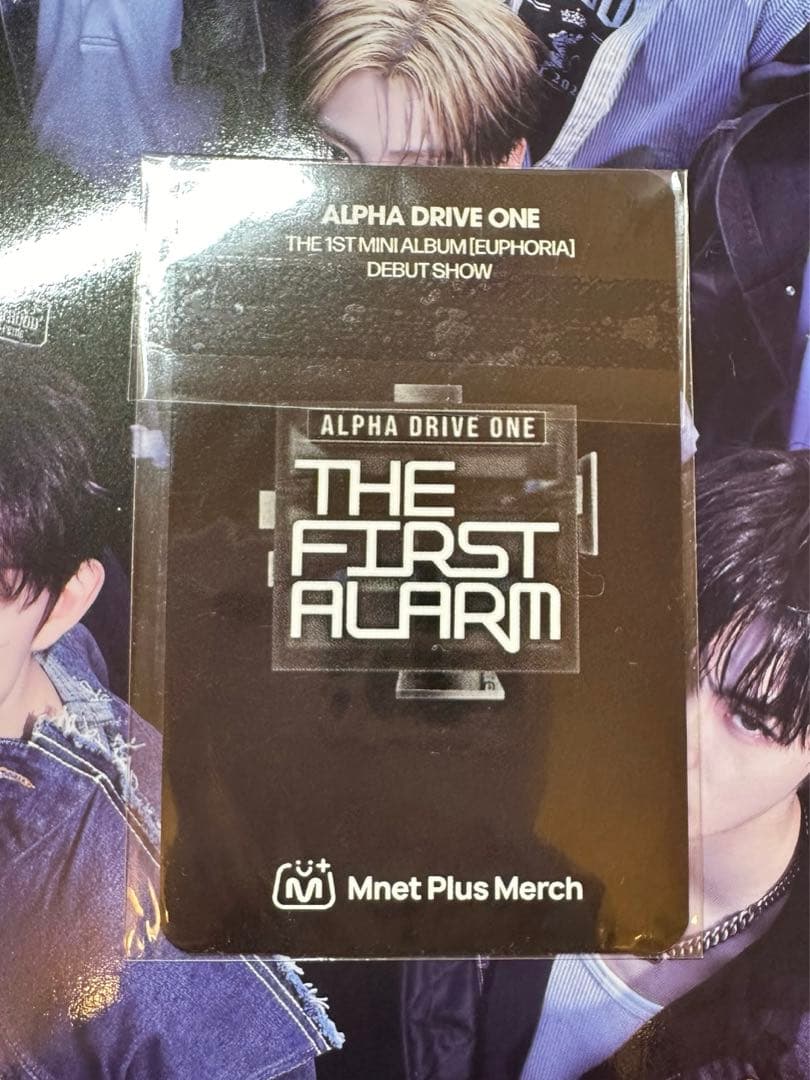 ALPHA DRIVE ONE
THE 1ST MINI ALBUM [EUPHORIA]
DEBUT SHOW
ALPHA DRIVE ONE
THE
FIRST
ALARM
Mnet Plus Merch